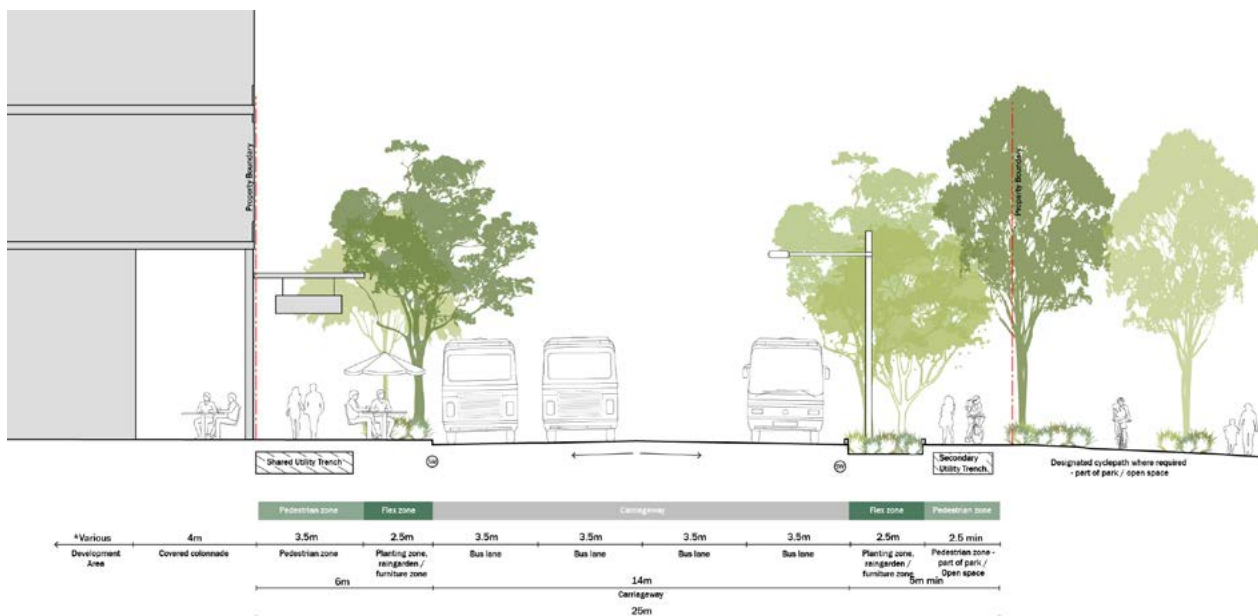 Property Boundary
Property Boundary
Shared Utility Trench
SW
SW
Secondary
Utility Trench
Designated cyclepath where required
- part of park / open space
Pedestrian zone
Flex zone
Carriageway
Flex zone
Pedestrian zone
*Various
4m
3.5m
2.5m
3.5m
3.5m
3.5m
3.5m
2.5m
2.5 min
Development
Area
Covered colonnade
Pedestrian zone
Planting zone,
raingarden /
furniture zone
Bus lane
Bus lane
Bus lane
Bus lane
Planting zone,
raingarden /
furniture zone
Pedestrian zone -
part of park /
Open space
6m
14m
5m min
Carriageway
25m